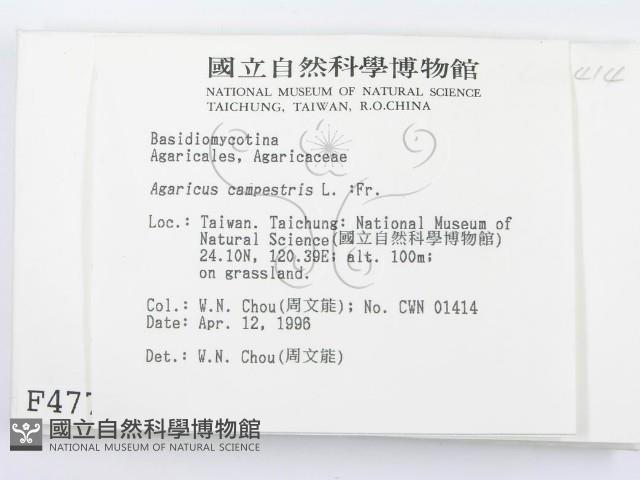 國立自然科學博物館
NATIONAL MUSEUM OF NATURAL SCIENCE
TAICHUNG, TAIWAN, R.O.CHINA
414
Basidiomycotina
Agaricales, Agaricaceae
Agaricus campestris L. :Fr.
Loc.: Taiwan. Taichung: National Museum of
Natural Science(國立自然科學博物館)
24.10N, 120.39E; alt. 100m;
on grassland.
Col.: W.N. Chou(周文能); No. CWN 01414
Date: Apr. 12, 1996
Det.: W.N. Chou(周文能)
F477
國立自然科學博物館
NATIONAL MUSEUM OF NATURAL SCIENCE